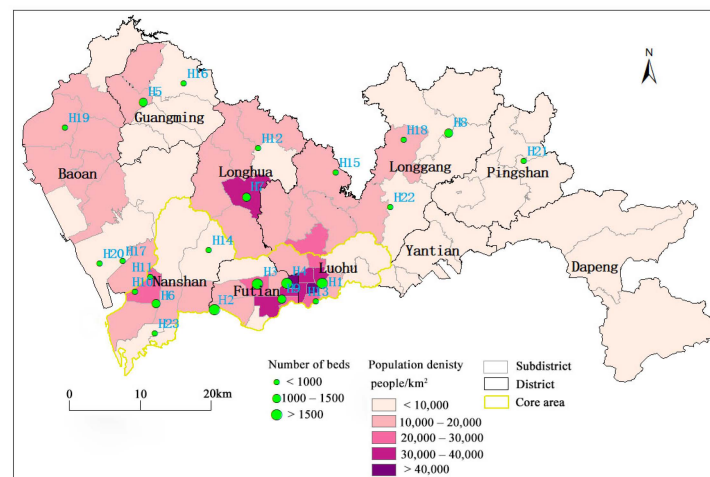 N
H16
H5
Guangming
H19
H12
H18
H8
Baoan
Longhua
H15
Longgang
H21
Pingshan
H7
H22
H14
Yantian
H20
H17
H11
Nanshan
H10
H3
H4
Luohu
Dapeng
Futian
H1
H6
H2
H9
H13
H23
Number of beds
< 1000
1000 – 1500
> 1500
0 10 20km
Population denisty
people/km²
< 10,000
10,000 – 20,000
20,000 – 30,000
30,000 – 40,000
> 40,000
Subdistrict
District
Core area